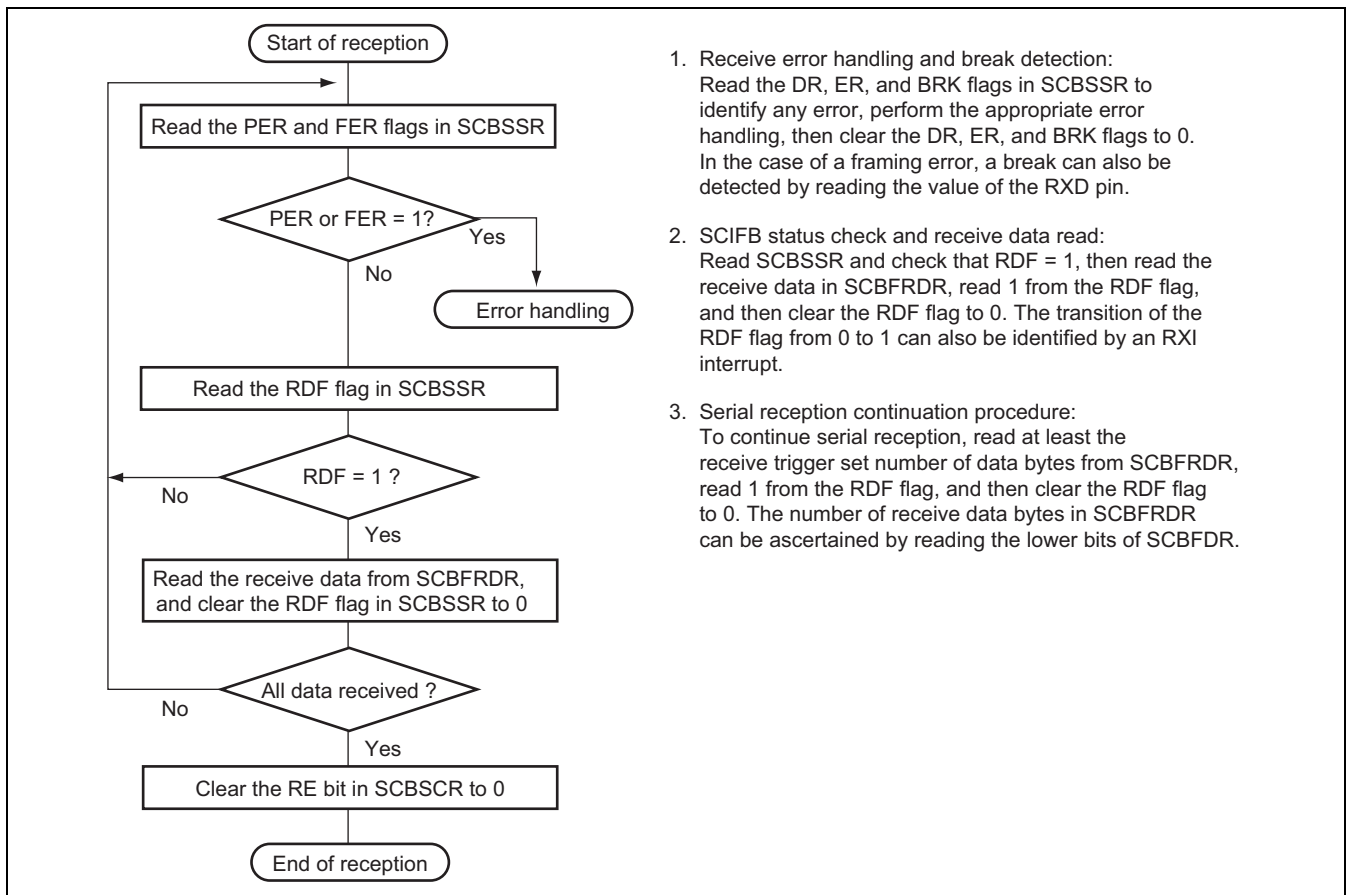 Start of reception
Read the PER and FER flags in SCBSSR
PER or FER = 1?
Yes
No
Error handling
Read the RDF flag in SCBSSR
RDF = 1 ?
No
Yes
Read the receive data from SCBFRDR,
and clear the RDF flag in SCBSSR to 0
All data received ?
No
Yes
Clear the RE bit in SCBSCR to 0
End of reception
1. Receive error handling and break detection:
Read the DR, ER, and BRK flags in SCBSSR to
identify any error, perform the appropriate error
handling, then clear the DR, ER, and BRK flags to 0.
In the case of a framing error, a break can also be
detected by reading the value of the RXD pin.
2. SCIFB status check and receive data read:
Read SCBSSR and check that RDF = 1, then read the
receive data in SCBFRDR, read 1 from the RDF flag,
and then clear the RDF flag to 0. The transition of the
RDF flag from 0 to 1 can also be identified by an RXI
interrupt.
3. Serial reception continuation procedure:
To continue serial reception, read at least the
receive trigger set number of data bytes from SCBFRDR,
read 1 from the RDF flag, and then clear the RDF flag
to 0. The number of receive data bytes in SCBFRDR
can be ascertained by reading the lower bits of SCBFDR.